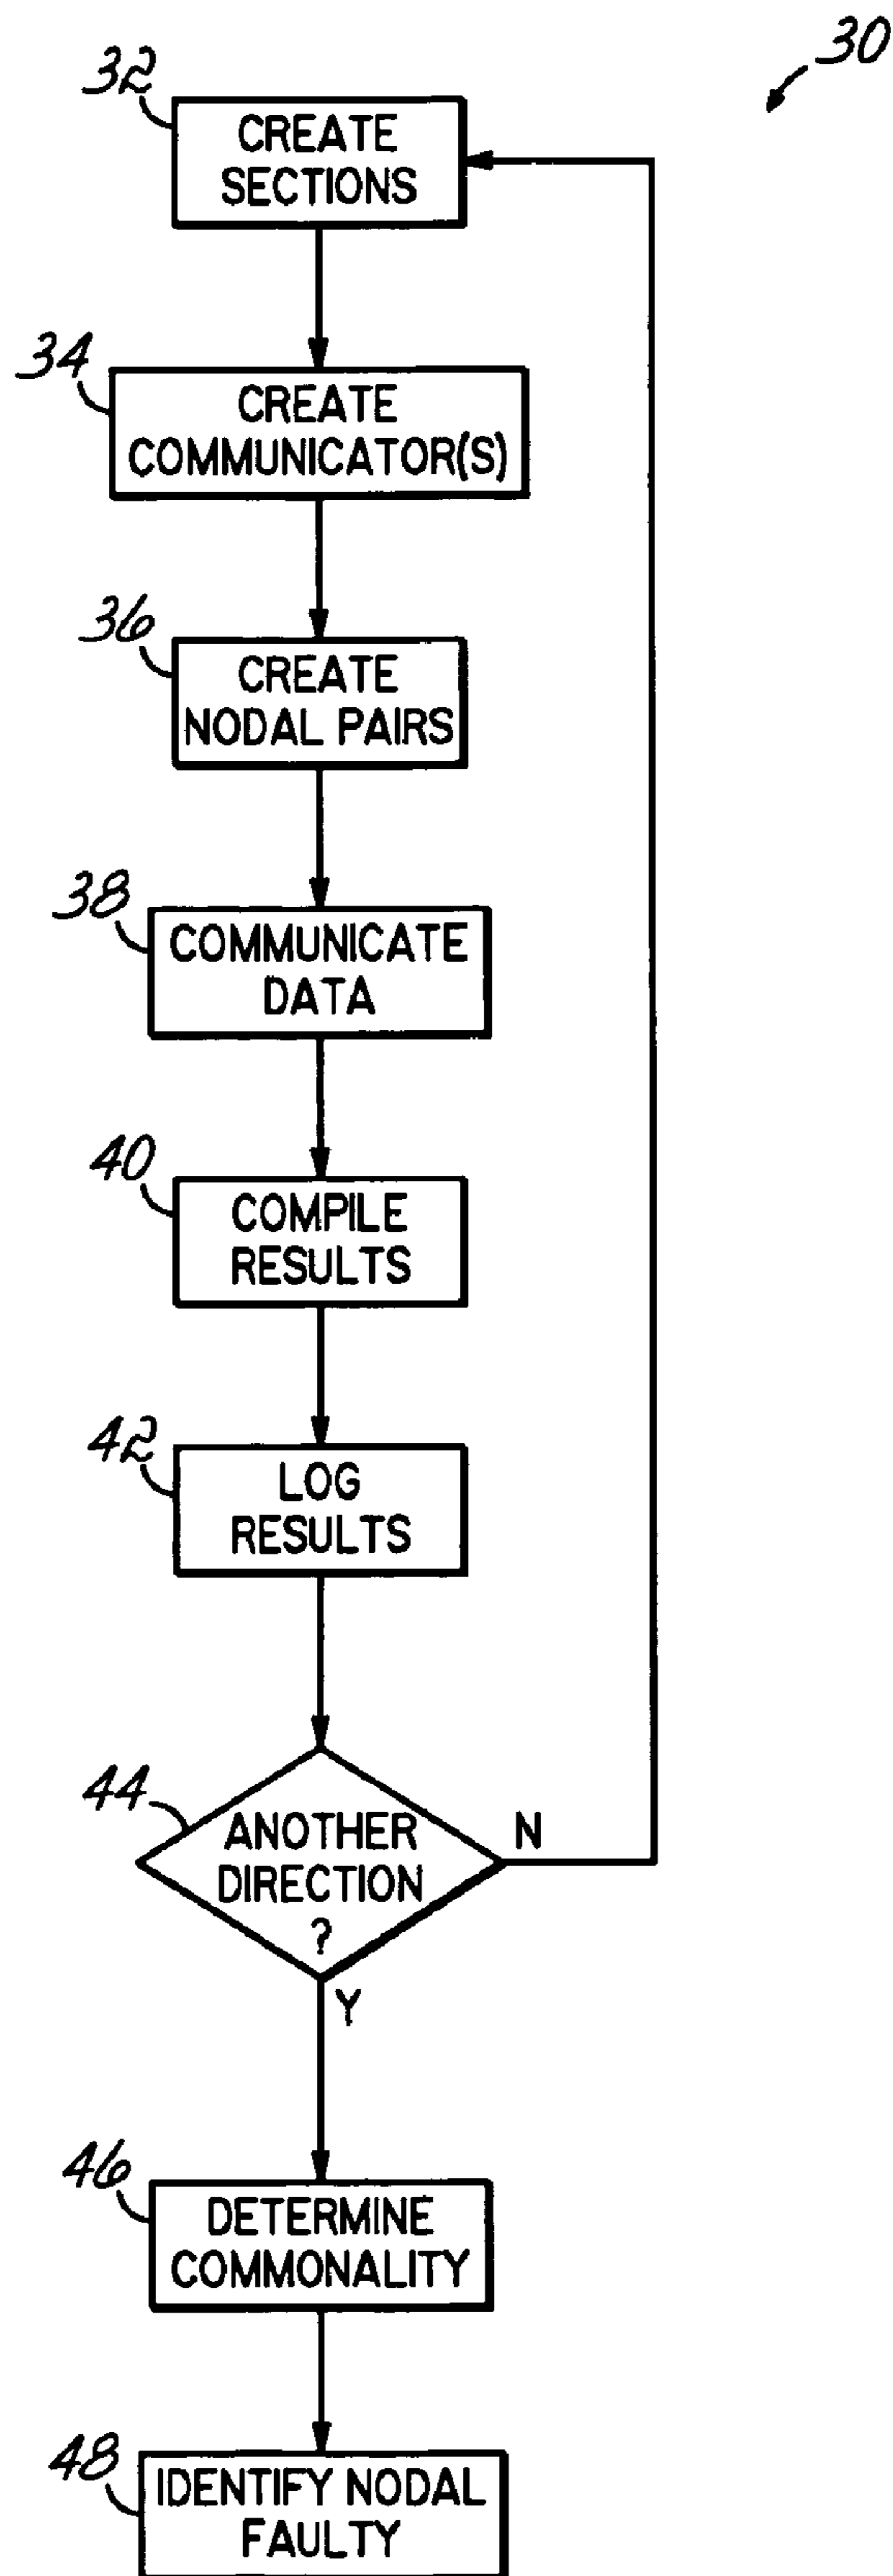 30
32
CREATE
SECTIONS
34
CREATE
COMMUNICATOR(S)
36
CREATE
NODAL PAIRS
38
COMMUNICATE
DATA
40
COMPILE
RESULTS
42
LOG
RESULTS
44
ANOTHER
DIRECTION
?
N
Y
46
DETERMINE
COMMONALITY
48
IDENTIFY NODAL
FAULTY